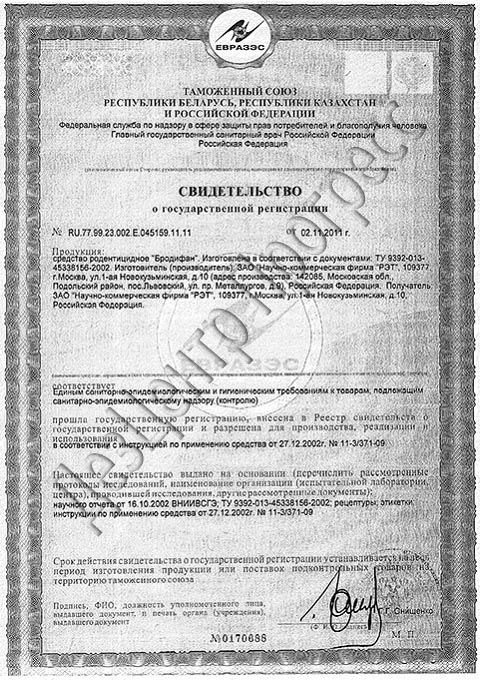 ЕВРАЗЭС
ТАМОЖЕННЫЙ СОЮЗ
РЕСПУБЛИКИ БЕЛАРУСЬ, РЕСПУБЛИКИ КАЗАХСТАН
И РОССИЙСКОЙ ФЕДЕРАЦИИ
Федеральная служба по надзору в сфере защиты прав потребителей и благополучия человека
Главный государственный санитарный врач Российской Федерации
Российская Федерация
СВИДЕТЕЛЬСТВО
о государственной регистрации
№ RU.77.99.23.002.Е.045159.11.11 от 02.11.2011 г.
Продукция:
средство родентицидное "Бродифан". Изготовлена в соответствии с документами: ТУ 9392-013-
45338156-2002. Изготовитель (производитель) ЗАО "Научно-коммерческая фирма "РЭТ", 109377,
г.Москва, ул.1-ая Новокузьминская, д.10 (адрес производства: 142085, Московская обл.,
Подольский район, пос.Львовский, ул. пр. Металлургов, д.9), Российская Федерация. Получатель
ЗАО "Научно-коммерческая фирма "РЭТ", 109377, г.Москва, ул.1-ая Новокузьминская, д.10,
Российская Федерация.
ЕВРАЗЭС
соответствует
Единым санитарно-эпидемиологическим и гигиеническим требованиям к товарам, подлежащим
санитарно-эпидемиологическому надзору (контролю)
прошла государственную регистрацию, внесена в Реестр свидетельств о
государственной регистрации и разрешена для производства, реализации и
использования
в соответствии с инструкцией по применению средства от 27.12.2002г. № 11-3/371-09
Настоящее свидетельство выдано на основании (перечислить рассмотренные
протоколы исследований, наименование организации (испытательной лаборатории,
центра), проводившей исследования, другие рассмотренные документы):
научного отчета от 16.10.2002 ВНИИВСГЭ; ТУ 9392-013-45338156-2002; рецептуры; этикетки;
инструкции по применению средства от 27.12.2002г. № 11-3/371-09
Срок действия свидетельства о государственной регистрации устанавливается на весь
период изготовления продукции или поставок подконтрольных товаров на
территорию таможенного союза
Подпись, ФИО, должность уполномоченного лица,
выдавшего документ, и печать органа (учреждения),
выдавшего документ
Г.Г. Онищенко
М. П.
№0170688
Дезцентр-Прогресс